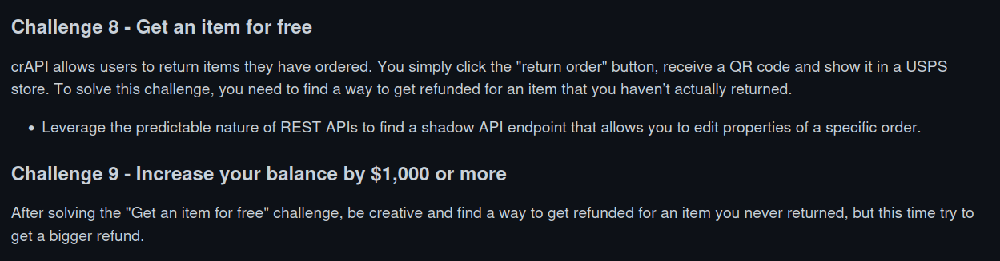 Challenge 8 - Get an item for free
crAPI allows users to return items they have ordered. You simply click the "return order" button, receive a QR code and show it in a USPS
store. To solve this challenge, you need to find a way to get refunded for an item that you haven’t actually returned.
• Leverage the predictable nature of REST APIs to find a shadow API endpoint that allows you to edit properties of a specific order.
Challenge 9 - Increase your balance by $1,000 or more
After solving the "Get an item for free" challenge, be creative and find a way to get refunded for an item you never returned, but this time try to
get a bigger refund.